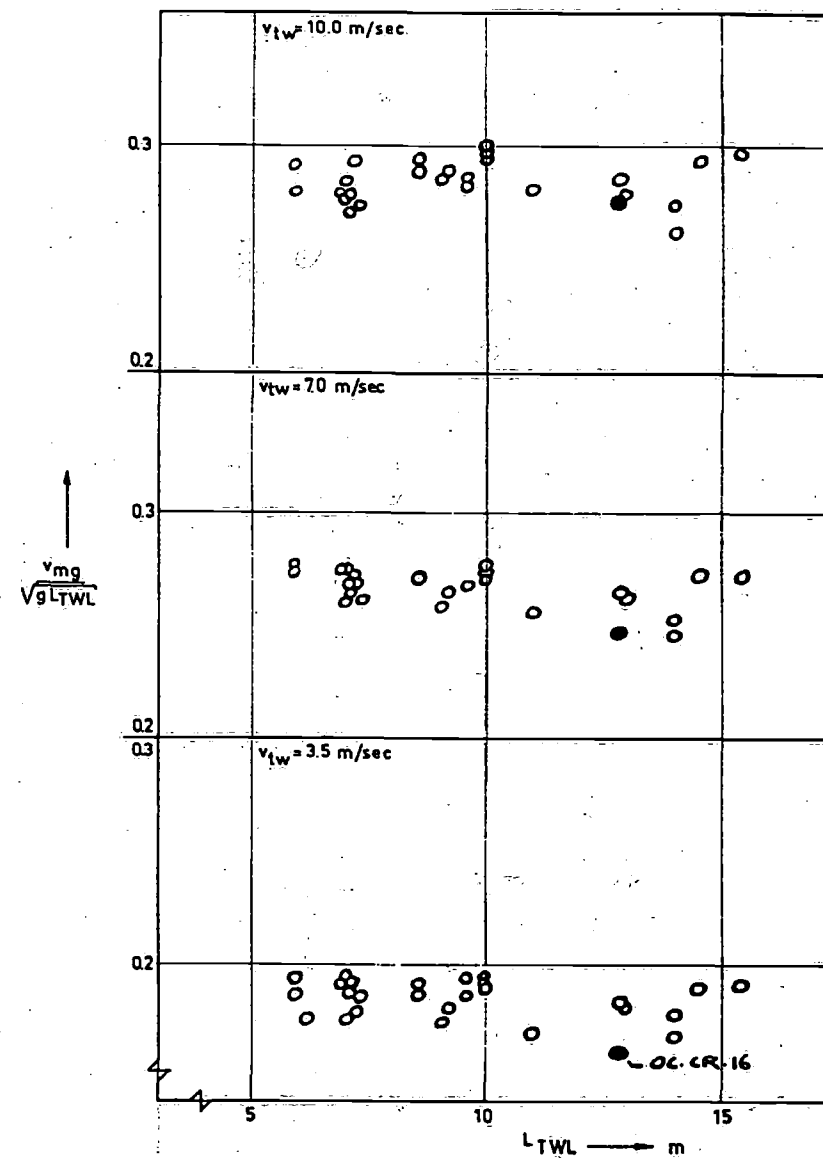 v_tw = 10.0 m/sec.
0.3
0.2
v_tw = 7.0 m/sec
0.3
v_mg
√g L_TWL
0.2
0.3
v_tw = 3.5 m/sec
0.2
OC.CR.16
5 10 15
L_TWL m